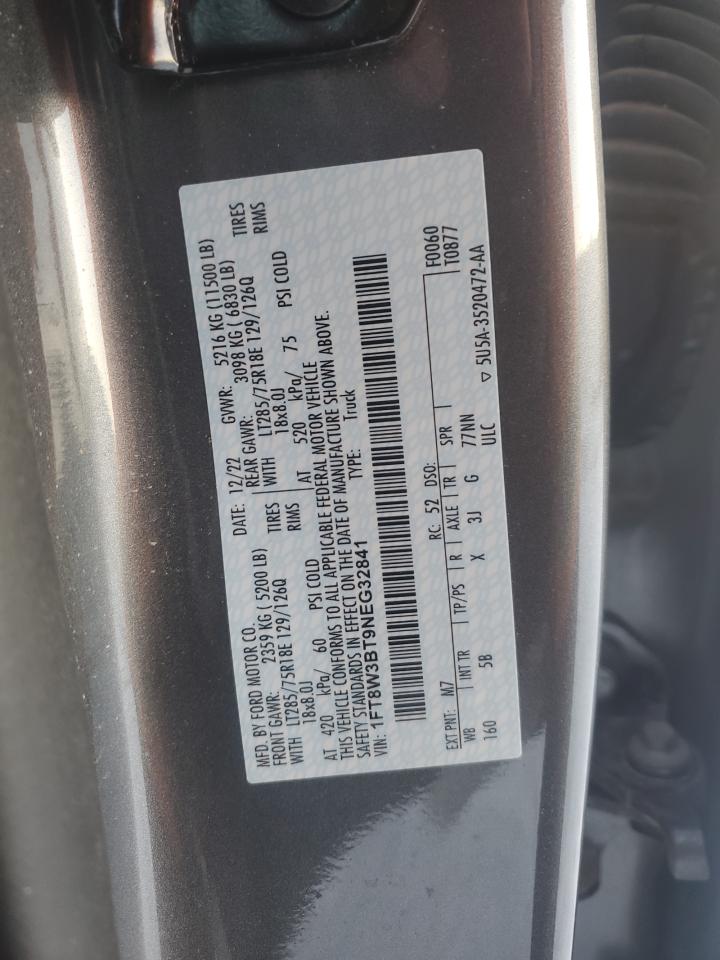 MFD. BY FORD MOTOR CO. DATE: 12/22 GVWR: 5216 KG (11500 LB)
FRONT GAWR: 2359 KG ( 5200 LB) REAR GAWR: 3098 KG ( 6830 LB)
WITH LT285/75R18E 129/126Q TIRES WITH LT285/75R18E 129/126Q TIRES
18x8.0J RIMS 18x8.0J RIMS
AT 420 kPa/ 60 PSI COLD AT 520 kPa/ 75 PSI COLD
THIS VEHICLE CONFORMS TO ALL APPLICABLE FEDERAL MOTOR VEHICLE
SAFETY STANDARDS IN EFFECT ON THE DATE OF MANUFACTURE SHOWN ABOVE.
VIN: 1FT8W3BT9NEG32841 TYPE: Truck
F0060
EXT PNT: M7 RC: 52 DSO: T0877
WB INT TR TP/PS R AXLE TR SPR
160 5B X 3J G 77NN
ULC ▽ 5U5A-3520472-AA